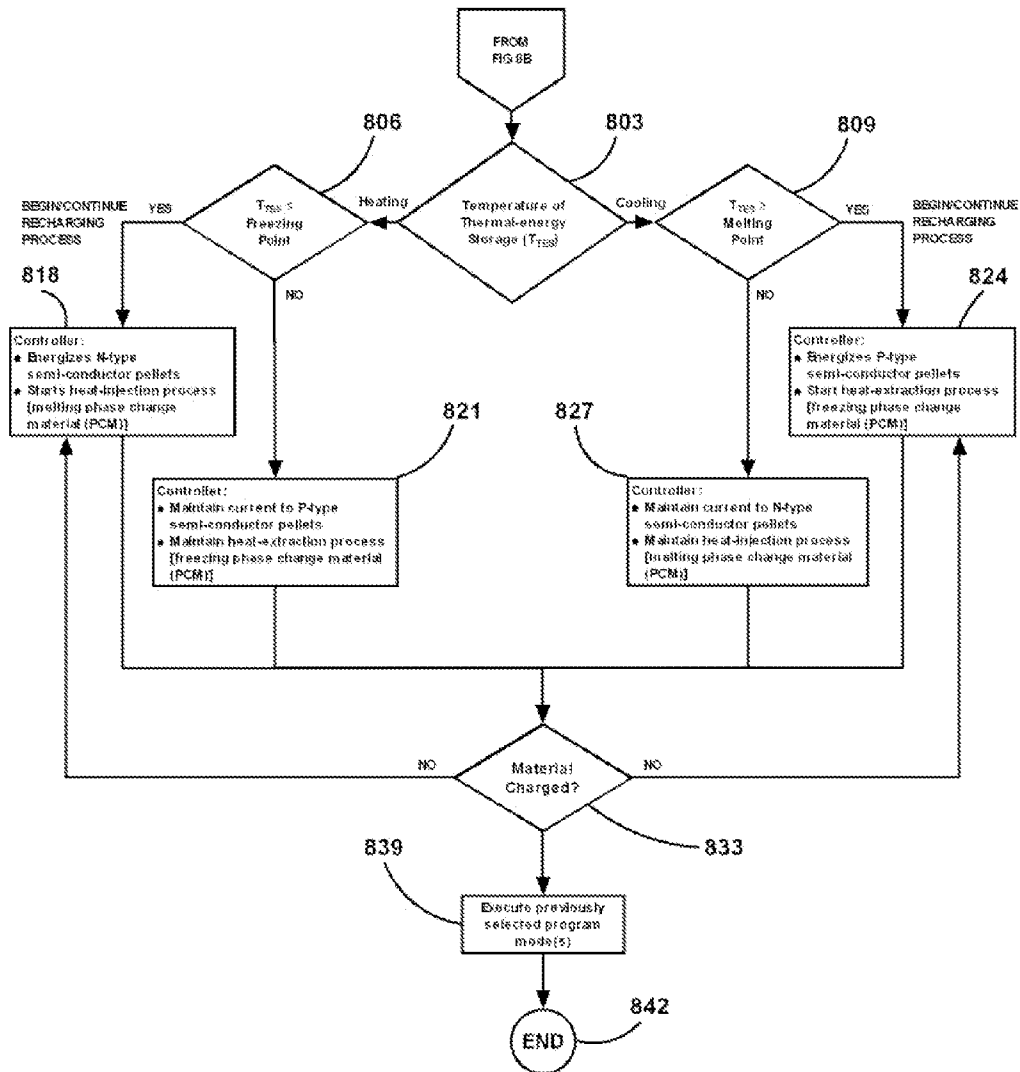 FROM
FIG 8B
806
803
809
Heating
Temperature of
Thermal-energy
Storage (T_TES)
Cooling
BEGIN/CONTINUE
RECHARGING
PROCESS
YES
T_TES ≤
Freezing
Point
T_TES ≥
Melting
Point
YES
BEGIN/CONTINUE
RECHARGING
PROCESS
818
NO
NO
824
Controller:
• Energizes N-type
semi-conductor pellets
• Starts heat-injection process
[melting phase change
material (PCM)]
Controller:
• Energizes P-type
semi-conductor pellets
• Start heat-extraction process
[freezing phase change
material (PCM)]
821
827
Controller:
• Maintain current to P-type
semi-conductor pellets
• Maintain heat-extraction process
[freezing phase change material
(PCM)]
Controller:
• Maintain current to N-type
semi-conductor pellets
• Maintain heat-injection process
[melting phase change material
(PCM)]
NO
Material
Charged?
NO
833
839
Execute previously
selected program
mode(s)
END
842